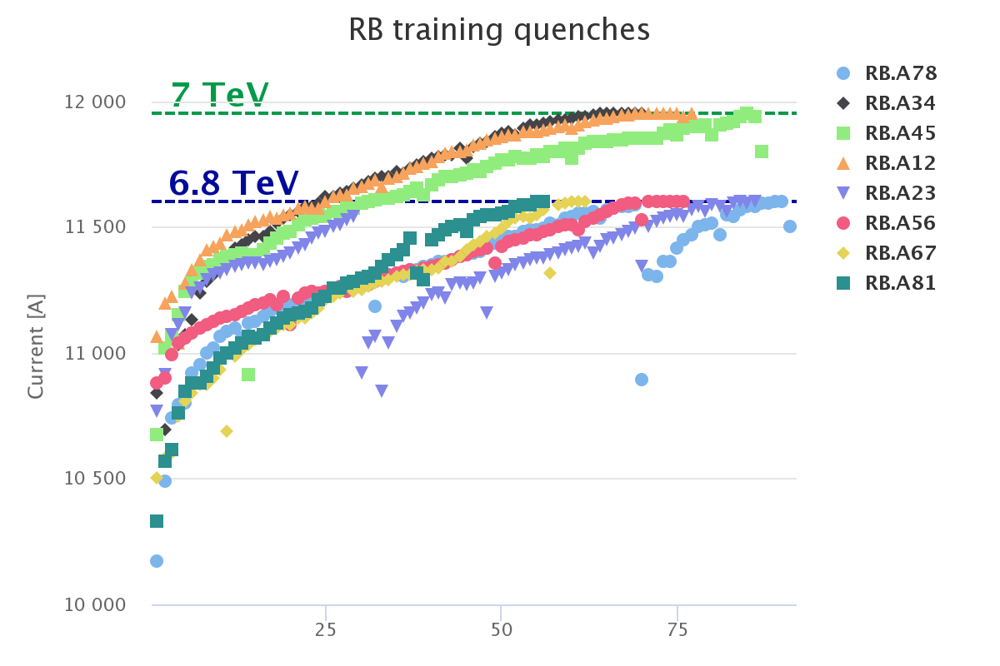 RB training quenches
7 TeV
6.8 TeV
12 000
11 500
11 000
10 500
10 000
Current [A]
25
50
75
RB.A78
RB.A34
RB.A45
RB.A12
RB.A23
RB.A56
RB.A67
RB.A81